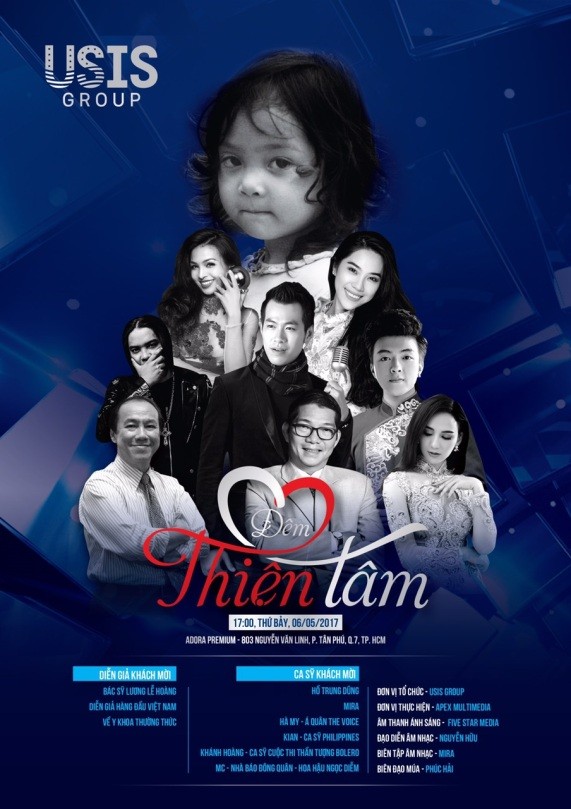 USIS
GROUP
Đêm
Thiện tâm
17:00, THỨ BẢY, 06/05/2017
ADORA PREMIUM - 803 NGUYỄN VĂN LINH, P. TÂN PHÚ, Q.7, TP. HCM
DIỄN GIẢ KHÁCH MỜI
BÁC SỸ LƯƠNG LỄ HOÀNG
DIỄN GIẢ HÀNG ĐẦU VIỆT NAM
VỀ Y KHOA THƯỜNG THỨC
CA SỸ KHÁCH MỜI
HỒ TRUNG DŨNG
MIRA
HÀ MY - Á QUÂN THE VOICE
KIAN - CA SỸ PHILIPPINES
KHÁNH HOÀNG - CA SỸ CUỘC THI THẦN TƯỢNG BOLERO
MC - NHÀ BÁO ĐÔNG QUÂN - HOA HẬU NGỌC DIỄM
ĐƠN VỊ TỔ CHỨC - USIS GROUP
ĐƠN VỊ THỰC HIỆN - APEX MULTIMEDIA
ÂM THANH ÁNH SÁNG - FIVE STAR MEDIA
ĐẠO DIỄN ÂM NHẠC - NGUYỄN HỮU
BIÊN TẬP ÂM NHẠC - MIRA
BIÊN ĐẠO MÚA - PHÚC HẢI